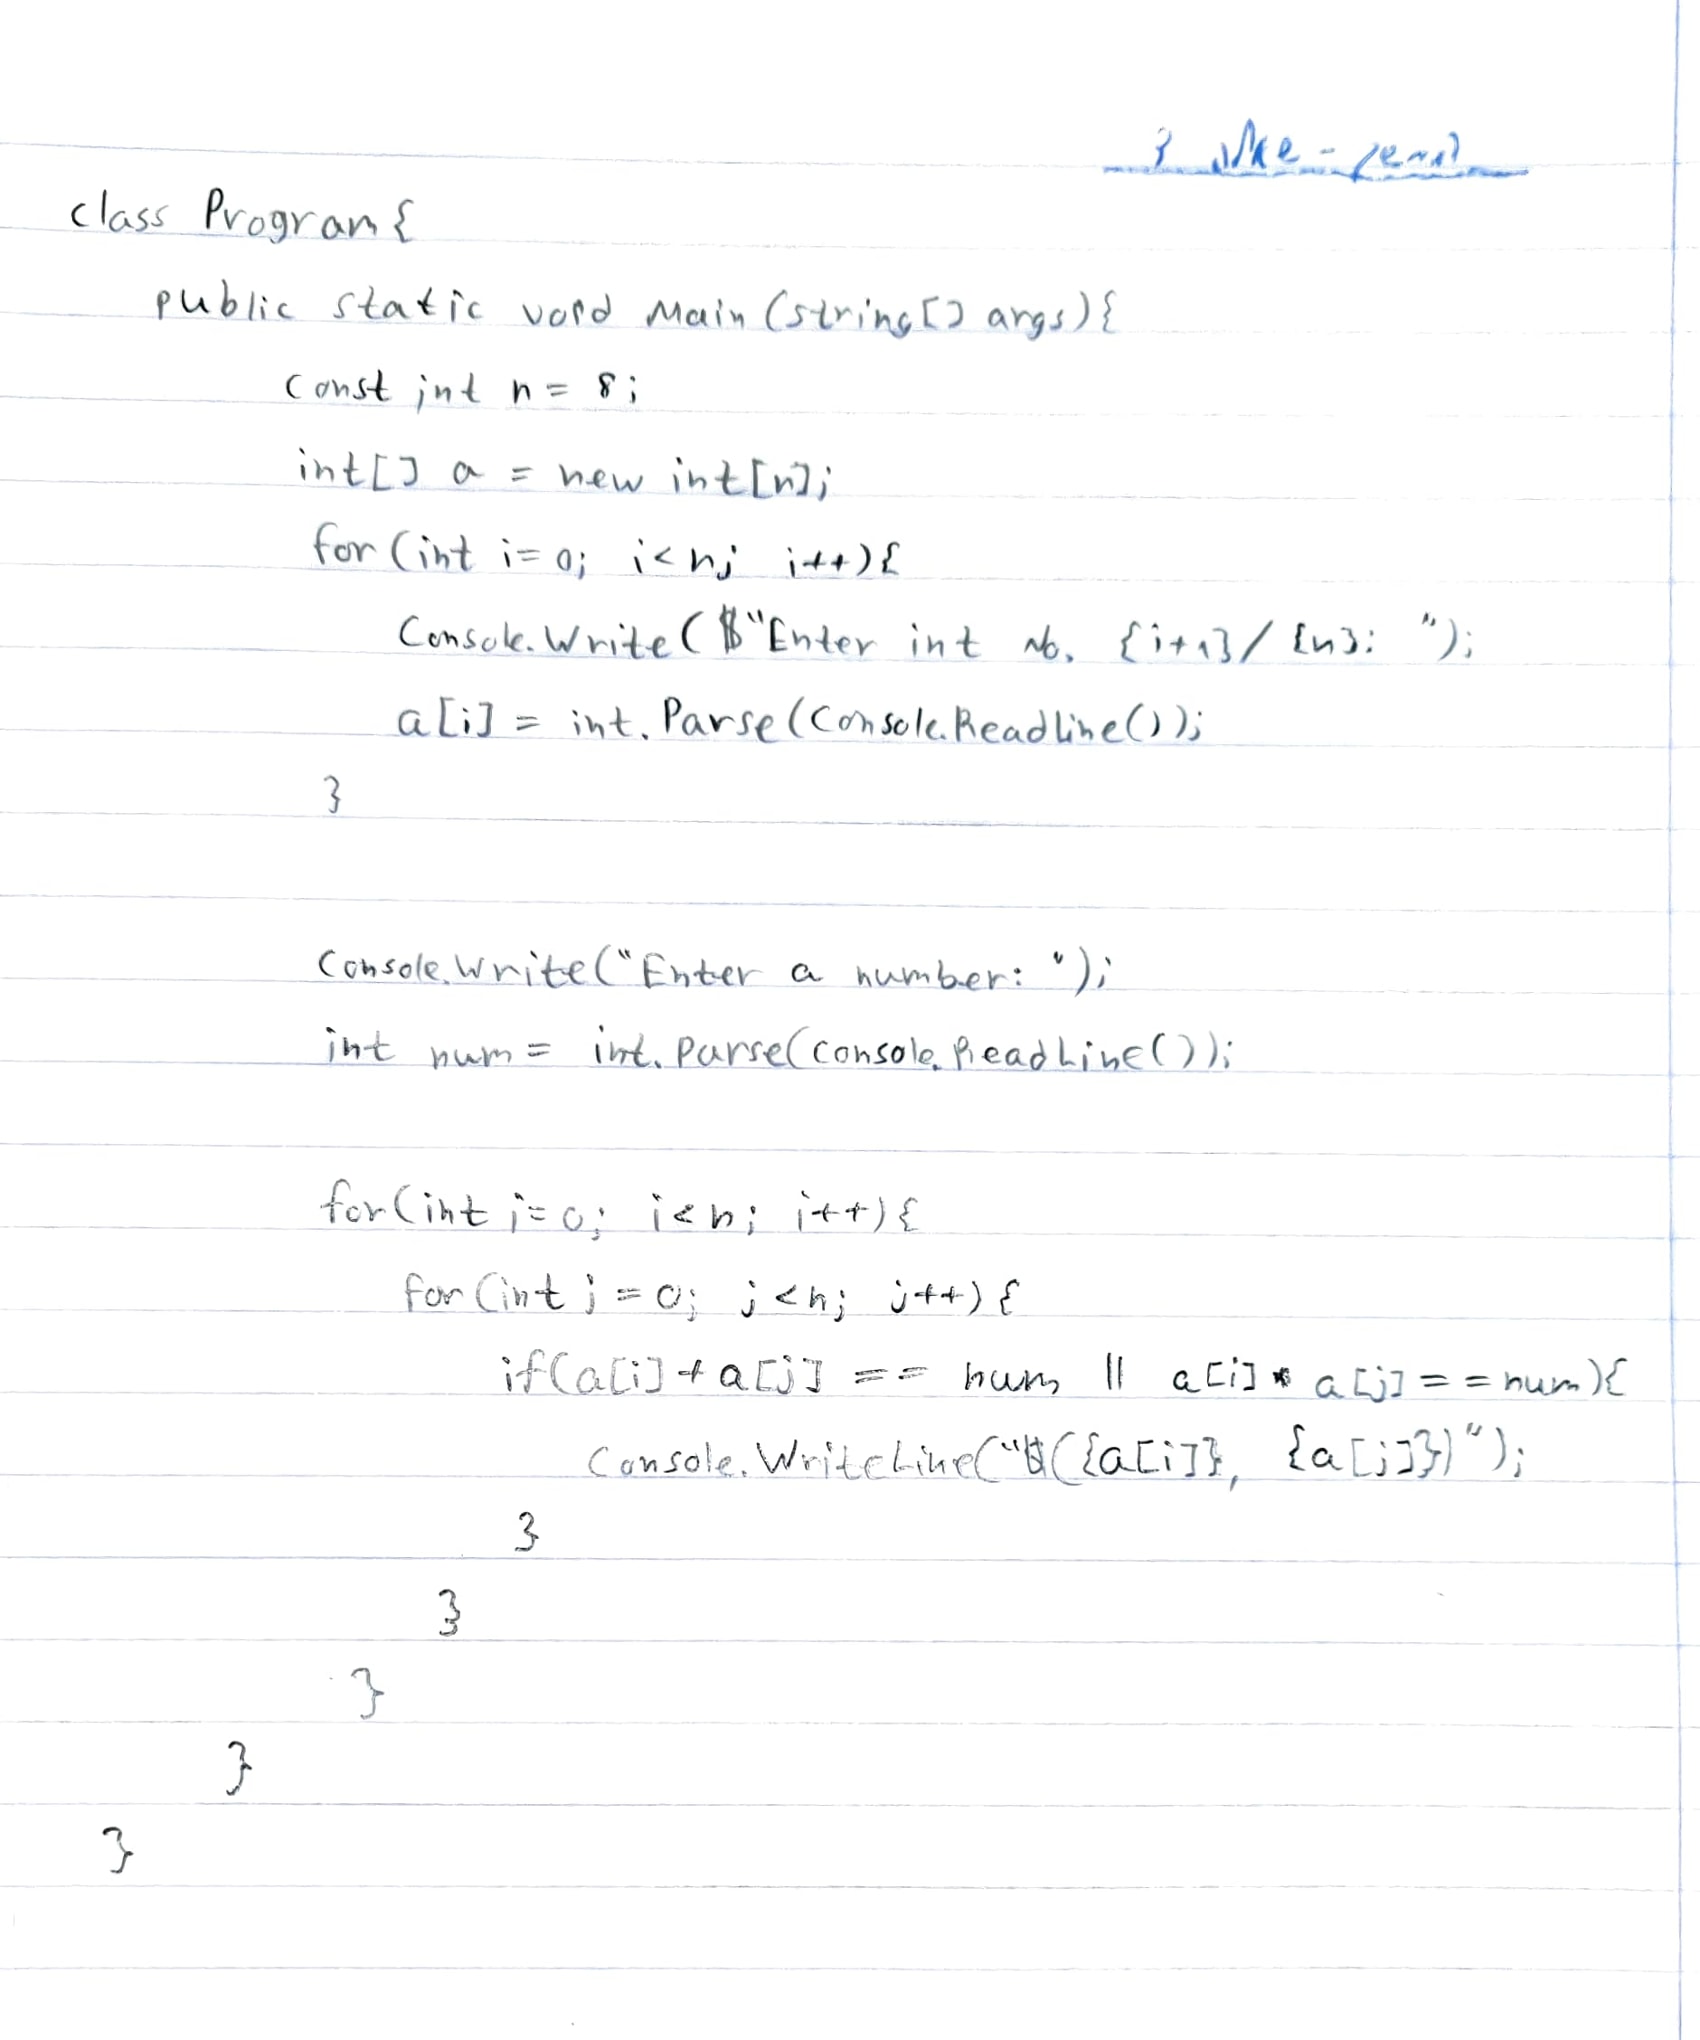 class Program{
public static void Main(string[] args){
const int n = 8;
int[] a = new int[n];
for(int i=0; i<n; i++){
Console.Write($"Enter int No. {i+1}/{n}: ");
a[i] = int.Parse(Console.ReadLine());
}
Console.Write("Enter a number: ");
int num = int.Parse(Console.ReadLine());
for(int i=0; i<n; i++){
for(int j=0; j<n; j++){
if(a[i]+a[j] == num || a[i]*a[j]==num){
Console.WriteLine("$({a[i]}, {a[j]})");
}
}
}
}
}